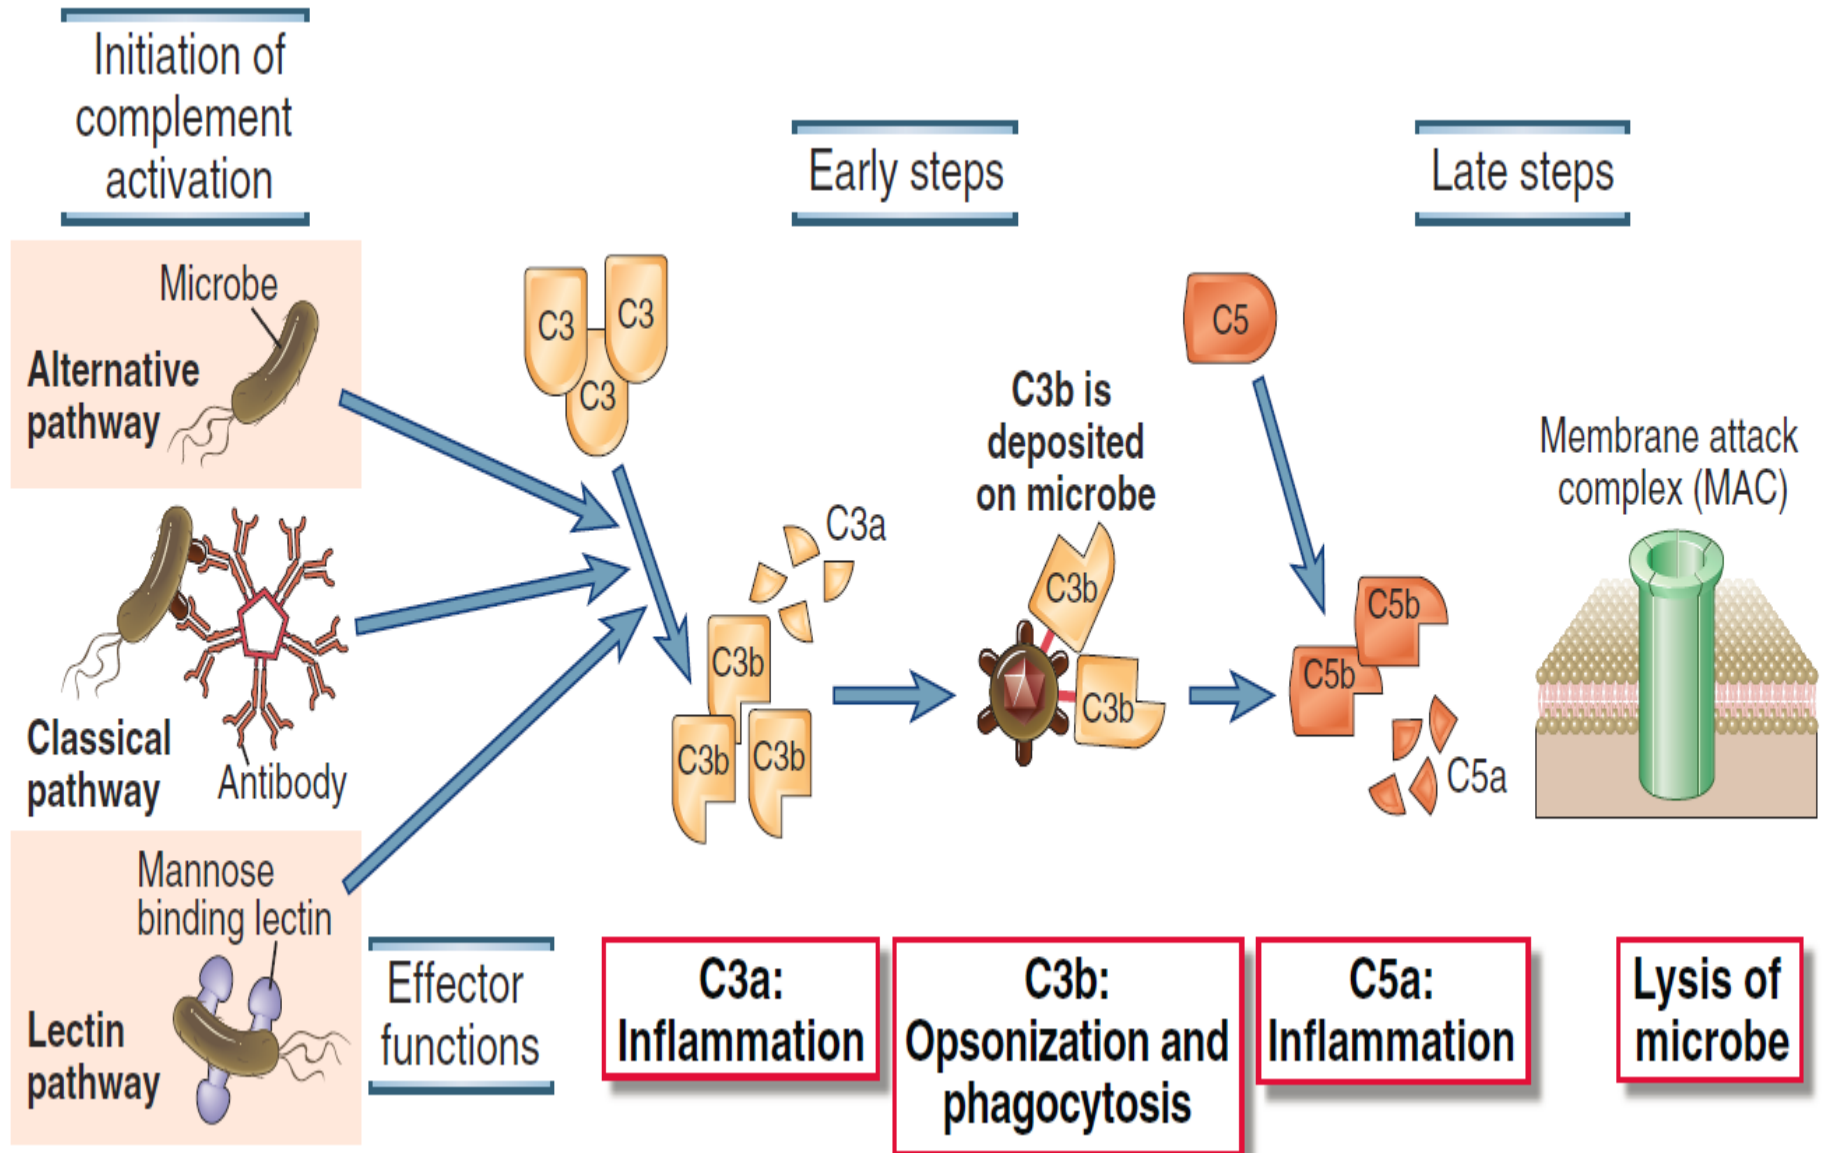 Initiation of
complement
activation
Early steps
Late steps
Microbe
Alternative
pathway
C3
C3
C3
C5
C3b is
deposited
on microbe
Membrane attack
complex (MAC)
C3a
C3b
C3b
C3b
C3b
C3b
C5b
C5b
C5a
Classical
pathway
Antibody
Mannose
binding lectin
Lectin
pathway
Effector
functions
C3a:
Inflammation
C3b:
Opsonization and
phagocytosis
C5a:
Inflammation
Lysis of
microbe